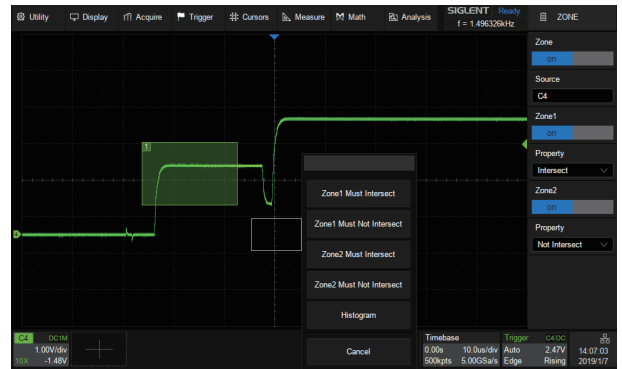 Utility Display Acquire Trigger Cursors Measure Math Analysis SIGLENT Ready
f = 1.496326kHz
ZONE
Zone
on
Source
C4
Zone1
on
Property
Intersect
Zone2
on
Property
Not Intersect
1
Zone1 Must Intersect
Zone1 Must Not Intersect
Zone2 Must Intersect
Zone2 Must Not Intersect
Histogram
Cancel
C4 DC1M
1.00V/div
10X -1.48V
Timebase
0.00s 10.0us/div
500kpts 5.00GSa/s
Trigger C4 DC
Auto 2.47V
Edge Rising
14:07:03
2019/1/7